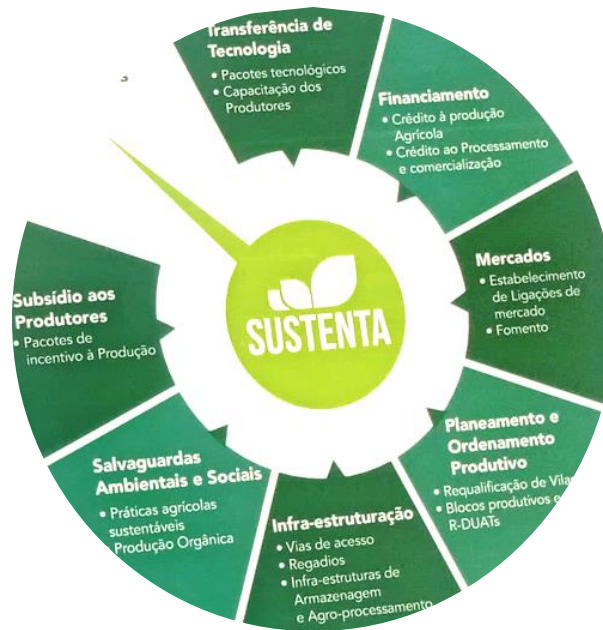 Transferência de
Tecnologia
• Pacotes tecnológicos
• Capacitação dos
Produtores
Financiamento
• Crédito à produção
Agrícola
• Crédito ao Processamento
e comercialização
Mercados
• Estabelecimento
de Ligações de
mercado
• Fomento
Planeamento e
Ordenamento
Produtivo
• Requalificação de Vilas
• Blocos produtivos e
R-DUATs
Infra-estruturação
• Vias de acesso
• Regadios
• Infra-estruturas de
Armazenagem
e Agro-processamento
Salvaguardas
Ambientais e Sociais
• Práticas agrícolas
sustentáveis
• Produção Orgânica
Subsídio aos
Produtores
• Pacotes de
incentivo à Produção
SUSTENTA